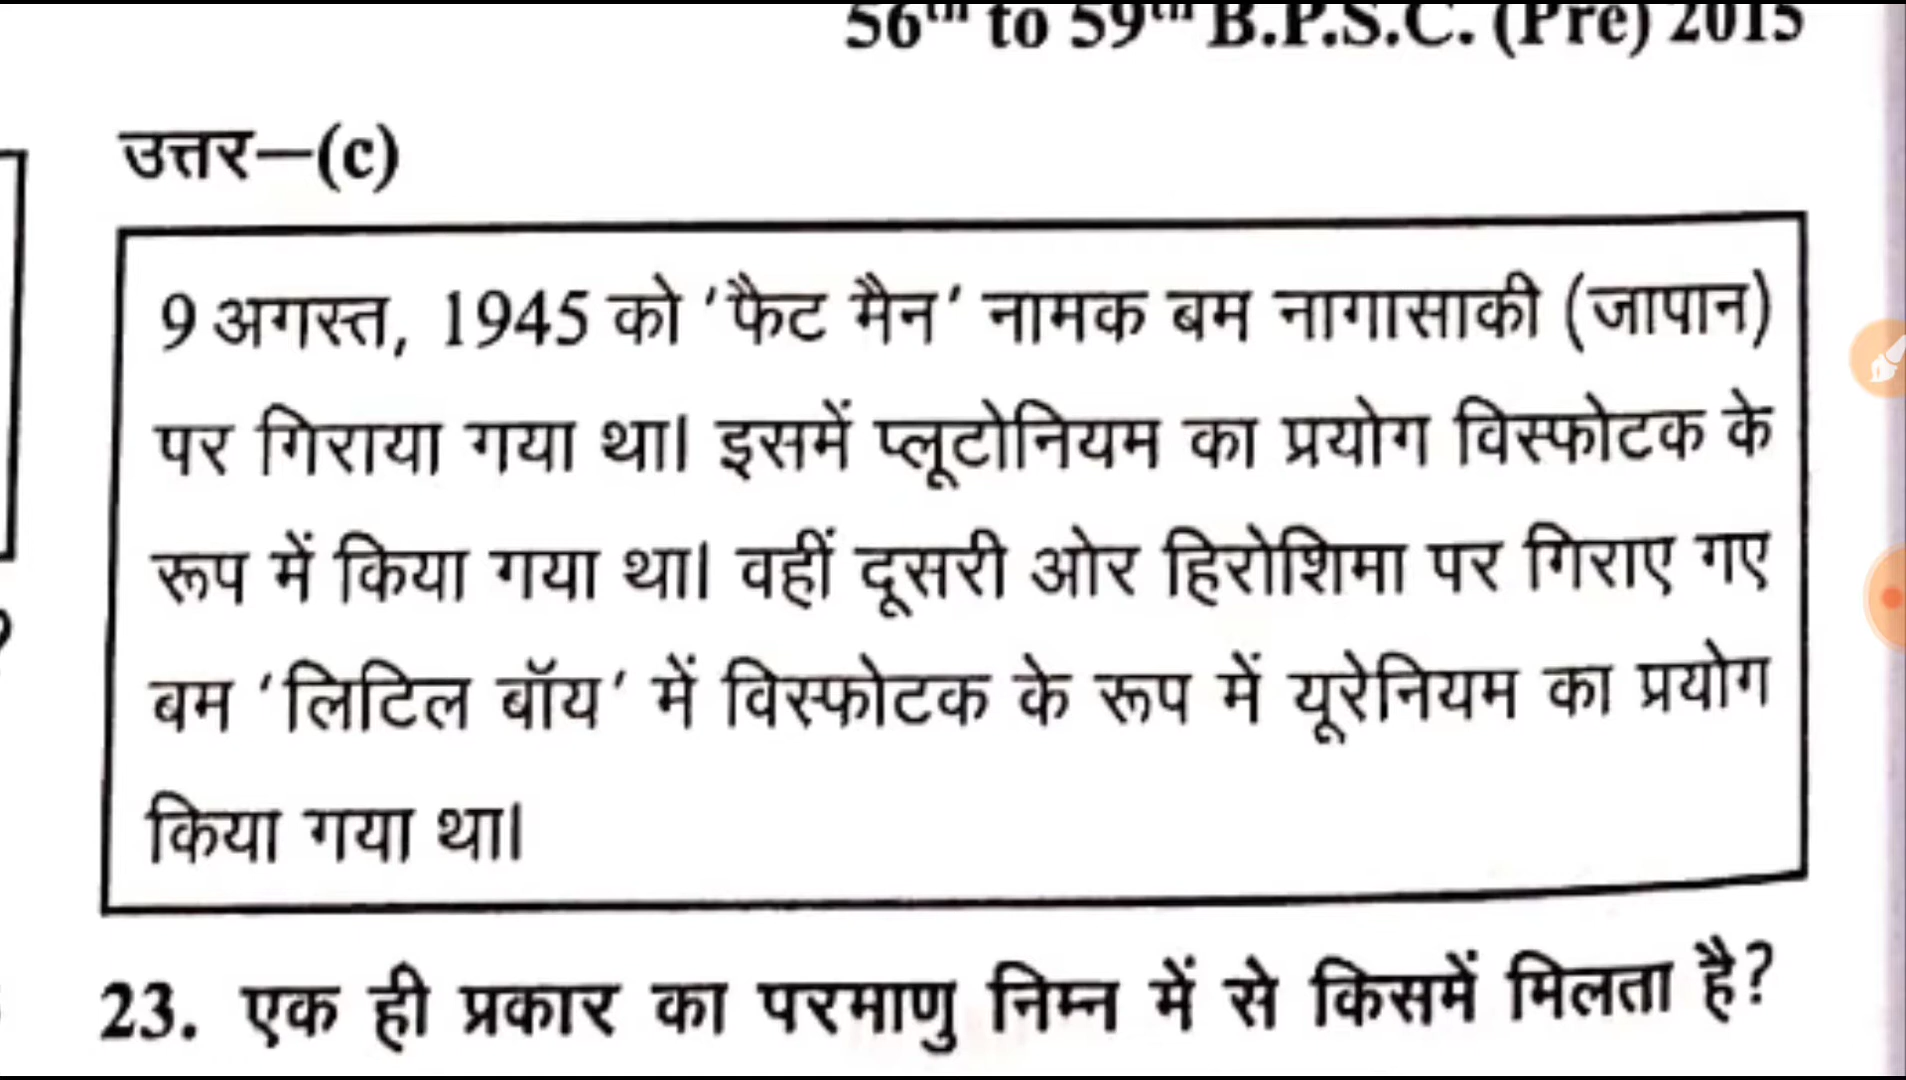 56th to 59th B.P.S.C. (Pre) 2015
उत्तर—(c)
9 अगस्त, 1945 को 'फैट मैन' नामक बम नागासाकी (जापान)
पर गिराया गया था। इसमें प्लूटोनियम का प्रयोग विस्फोटक के
रूप में किया गया था। वहीं दूसरी ओर हिरोशिमा पर गिराए गए
बम 'लिटिल बॉय' में विस्फोटक के रूप में यूरेनियम का प्रयोग
किया गया था।
23. एक ही प्रकार का परमाणु निम्न में से किसमें मिलता है?